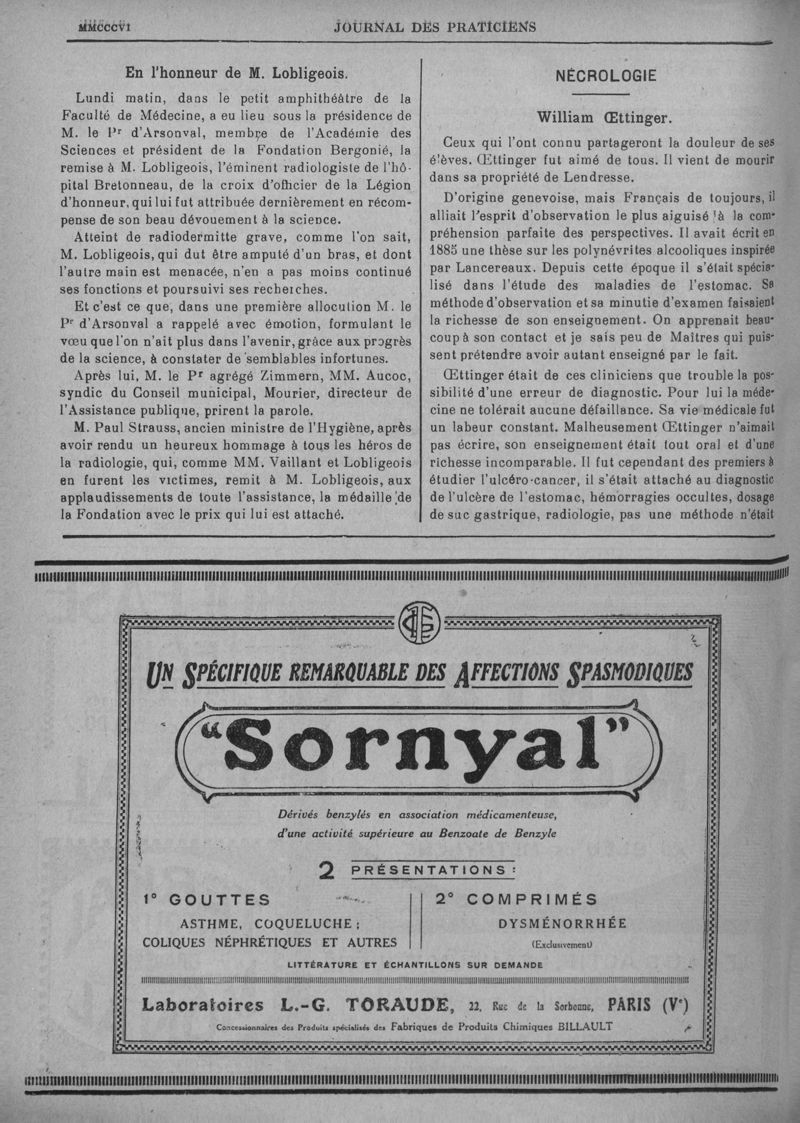 MMCCCVI
JOURNAL DES PRATICIENS
En l'honneur de M. Lobligeois.
Lundi matin, dans le petit amphithéâtre de la
Faculté de Médecine, a eu lieu sous la présidence de
M. le Pr d'Arsonval, membre de l'Académie des
Sciences et président de la Fondation Bergonié, la
remise à M. Lobligeois, l'éminent radiologiste de l'hô-
pital Bretonneau, de la croix d'officier de la Légion
d'honneur, qui lui fut attribuée dernièrement en récom-
pense de son beau dévouement à la science.
Atteint de radiodermite grave, comme l'on sait,
M. Lobligeois, qui dut être amputé d'un bras, et dont
l'autre main est menacée, n'en a pas moins continué
ses fonctions et poursuivi ses recherches.
Et c'est ce que, dans une première allocution M. le
Pr d'Arsonval a rappelé avec émotion, formulant le
vœu que l'on n'ait plus dans l'avenir, grâce aux progrès
de la science, à constater de semblables infortunes.
Après lui, M. le Pr agrégé Zimmern, MM. Aucoc,
syndic du Conseil municipal, Mourier, directeur de
l'Assistance publique, prirent la parole.
M. Paul Strauss, ancien ministre de l'Hygiène, après
avoir rendu un heureux hommage à tous les héros de
la radiologie, qui, comme MM. Vaillant et Lobligeois
en furent les victimes, remit à M. Lobligeois, aux
applaudissements de toute l'assistance, la médaille de
la Fondation avec le prix qui lui est attaché.
NÉCROLOGIE
William Œttinger.
Ceux qui l'ont connu partageront la douleur de ses
é'èves. Œttinger fut aimé de tous. Il vient de mourir
dans sa propriété de Lendresse.
D'origine genevoise, mais Français de toujours, il
alliait l'esprit d'observation le plus aiguisé à la com-
préhension parfaite des perspectives. Il avait écrit en
1885 une thèse sur les polynévrites alcooliques inspirée
par Lancereaux. Depuis cette époque il s'était spécia-
lisé dans l'étude des maladies de l'estomac. Sa
méthode d'observation et sa minutie d'examen faisaient
la richesse de son enseignement. On apprenait beau-
coup à son contact et je sais peu de Maîtres qui puis-
sent prétendre avoir autant enseigné par le fait.
Œttinger était de ces cliniciens que trouble la pos-
sibilité d'une erreur de diagnostic. Pour lui la méde-
cine ne tolérait aucune défaillance. Sa vie médicale fut
un labeur constant. Malheusement Œttinger n'aimait
pas écrire, son enseignement était tout oral et d'une
richesse incomparable. Il fut cependant des premiers à
étudier l'ulcéro-cancer, il s'était attaché au diagnostic
de l'ulcère de l'estomac, hémorragies occultes, dosage
de suc gastrique, radiologie, pas une méthode n'était
UN SPÉCIFIQUE REMARQUABLE DES AFFECTIONS SPASMODIQUES
"Sornyal"
Dérivés benzylés en association médicamenteuse,
d'une activité supérieure au Benzoate de Benzyle
2 PRÉSENTATIONS:
1° GOUTTES
ASTHME, COQUELUCHE;
COLIQUES NÉPHRÉTIQUES ET AUTRES
2° COMPRIMÉS
DYSMÉNORRHÉE
(Exclusivement)
LITTÉRATURE ET ÉCHANTILLONS SUR DEMANDE
Laboratoires L.-G. TORAUDE, 22, Rue de la Sorbonne, PARIS (Ve)
Concessionnaires des Produits spécialisés des Fabriques de Produits Chimiques BILLAULT